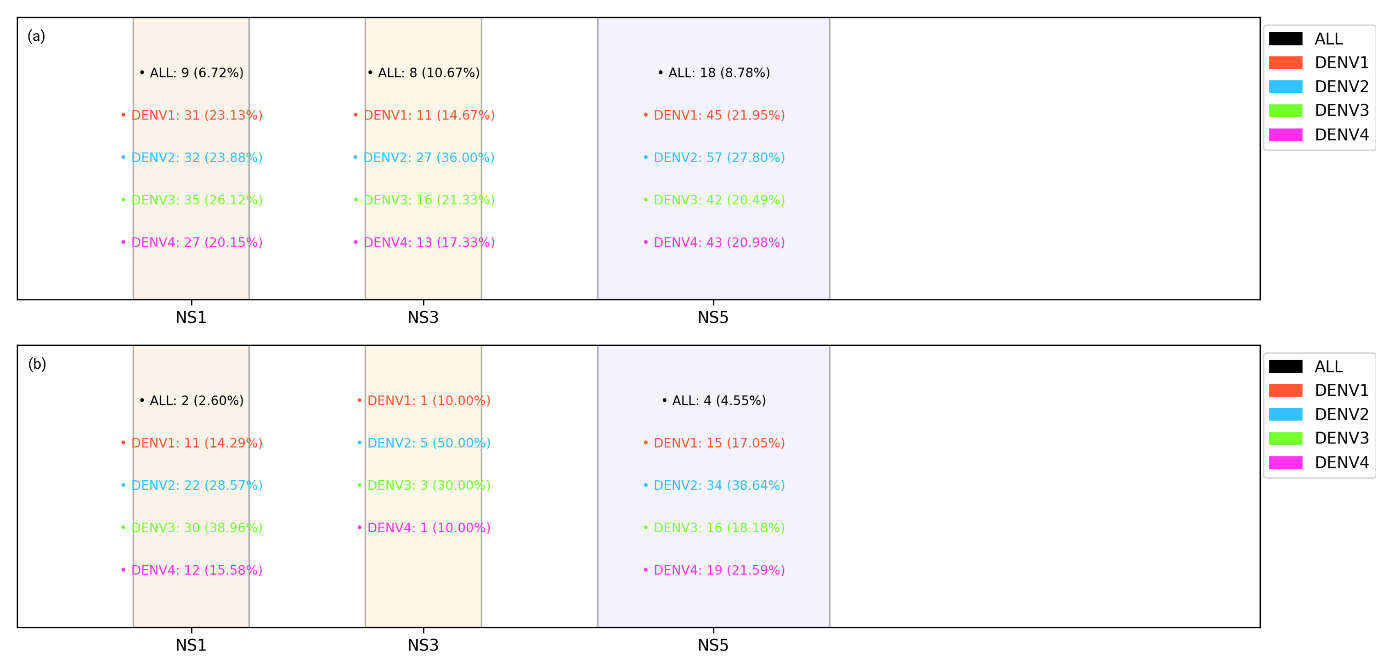 (a)
• ALL: 9 (6.72%)
• DENV1: 31 (23.13%)
• DENV2: 32 (23.88%)
• DENV3: 35 (26.12%)
• DENV4: 27 (20.15%)
• ALL: 8 (10.67%)
• DENV1: 11 (14.67%)
• DENV2: 27 (36.00%)
• DENV3: 16 (21.33%)
• DENV4: 13 (17.33%)
• ALL: 18 (8.78%)
• DENV1: 45 (21.95%)
• DENV2: 57 (27.80%)
• DENV3: 42 (20.49%)
• DENV4: 43 (20.98%)
NS1
NS3
NS5
ALL
DENV1
DENV2
DENV3
DENV4
(b)
• ALL: 2 (2.60%)
• DENV1: 11 (14.29%)
• DENV2: 22 (28.57%)
• DENV3: 30 (38.96%)
• DENV4: 12 (15.58%)
• DENV1: 1 (10.00%)
• DENV2: 5 (50.00%)
• DENV3: 3 (30.00%)
• DENV4: 1 (10.00%)
• ALL: 4 (4.55%)
• DENV1: 15 (17.05%)
• DENV2: 34 (38.64%)
• DENV3: 16 (18.18%)
• DENV4: 19 (21.59%)
NS1
NS3
NS5
ALL
DENV1
DENV2
DENV3
DENV4